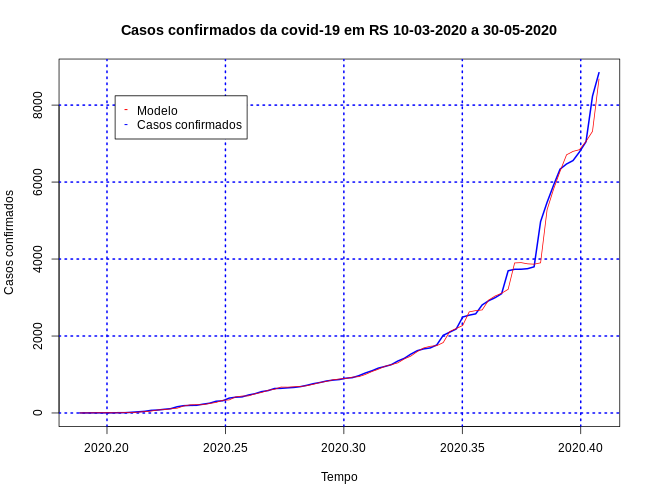 Casos confirmados da covid-19 em RS 10-03-2020 a 30-05-2020
Casos confirmados
8000
6000
4000
2000
0
- Modelo
- Casos confirmados
2020.20 2020.25 2020.30 2020.35 2020.40
Tempo